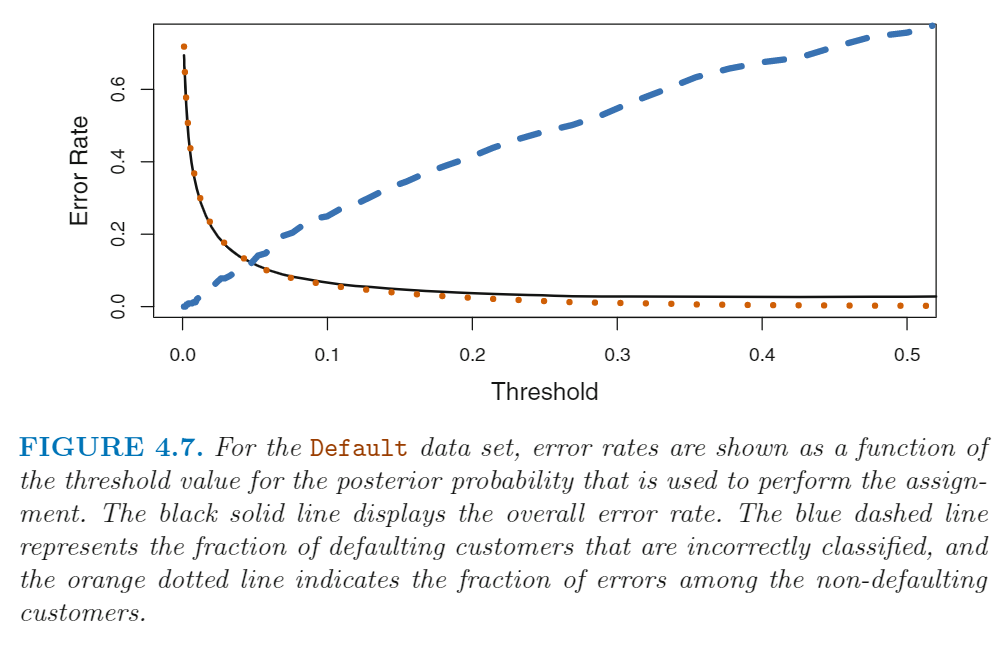 0.6
0.4
0.2
0.0
Error Rate
0.0 0.1 0.2 0.3 0.4 0.5
Threshold
FIGURE 4.7. For the Default data set, error rates are shown as a function of
the threshold value for the posterior probability that is used to perform the assign-
ment. The black solid line displays the overall error rate. The blue dashed line
represents the fraction of defaulting customers that are incorrectly classified, and
the orange dotted line indicates the fraction of errors among the non-defaulting
customers.